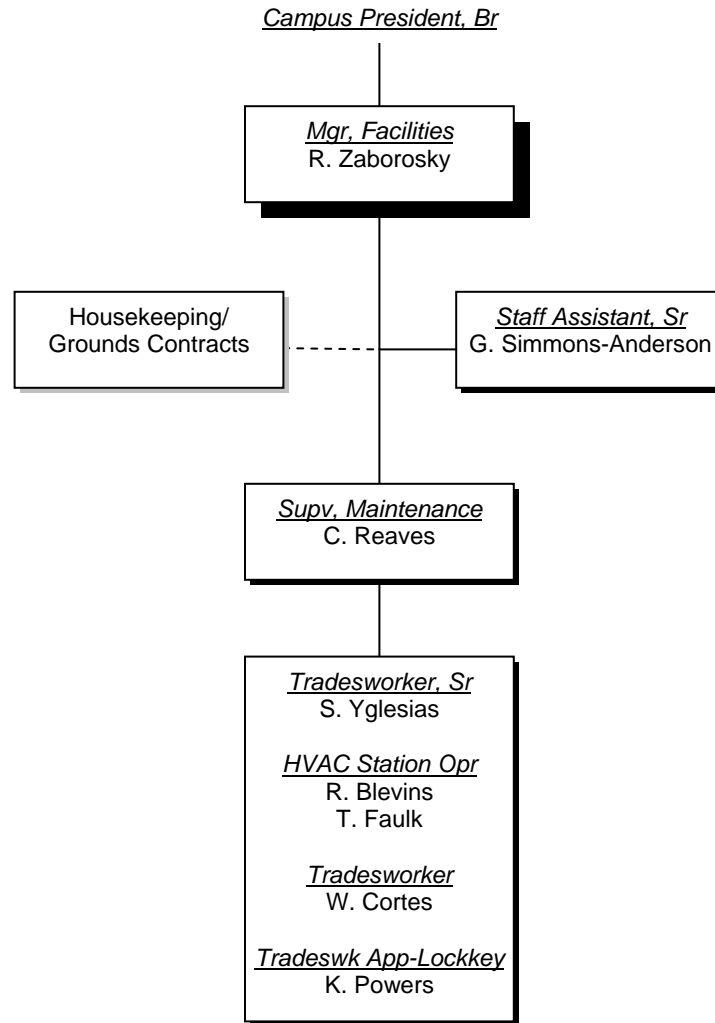 Campus President, Br
Mgr, Facilities
R. Zaborosky
Housekeeping/
Grounds Contracts
Staff Assistant, Sr
G. Simmons-Anderson
Supv, Maintenance
C. Reaves
Tradesworker, Sr
S. Yglesias
HVAC Station Opr
R. Blevins
T. Faulk
Tradesworker
W. Cortes
Tradeswk App-Lockkey
K. Powers